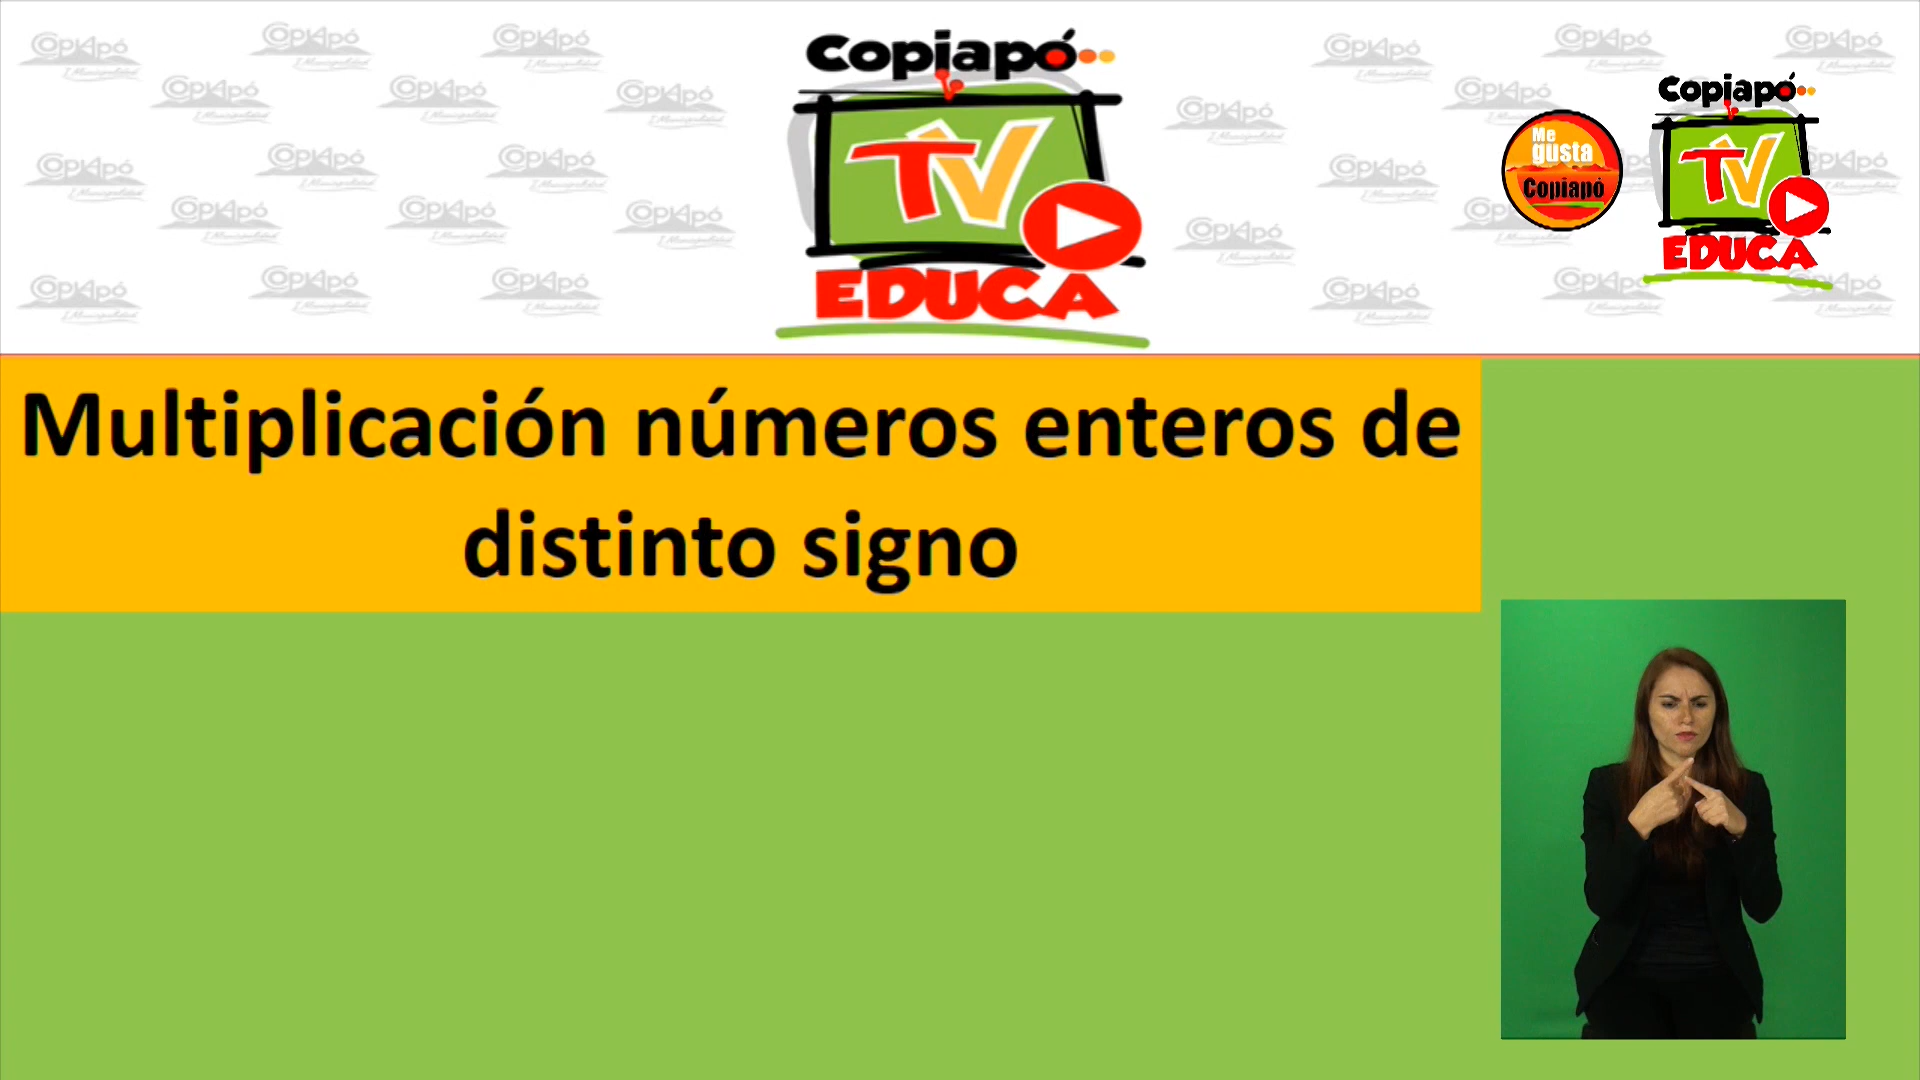 Copiapó
TV
EDUCA
Me
gusta
Copiapó
Copiapó
TV
EDUCA
Multiplicación números enteros de
distinto signo